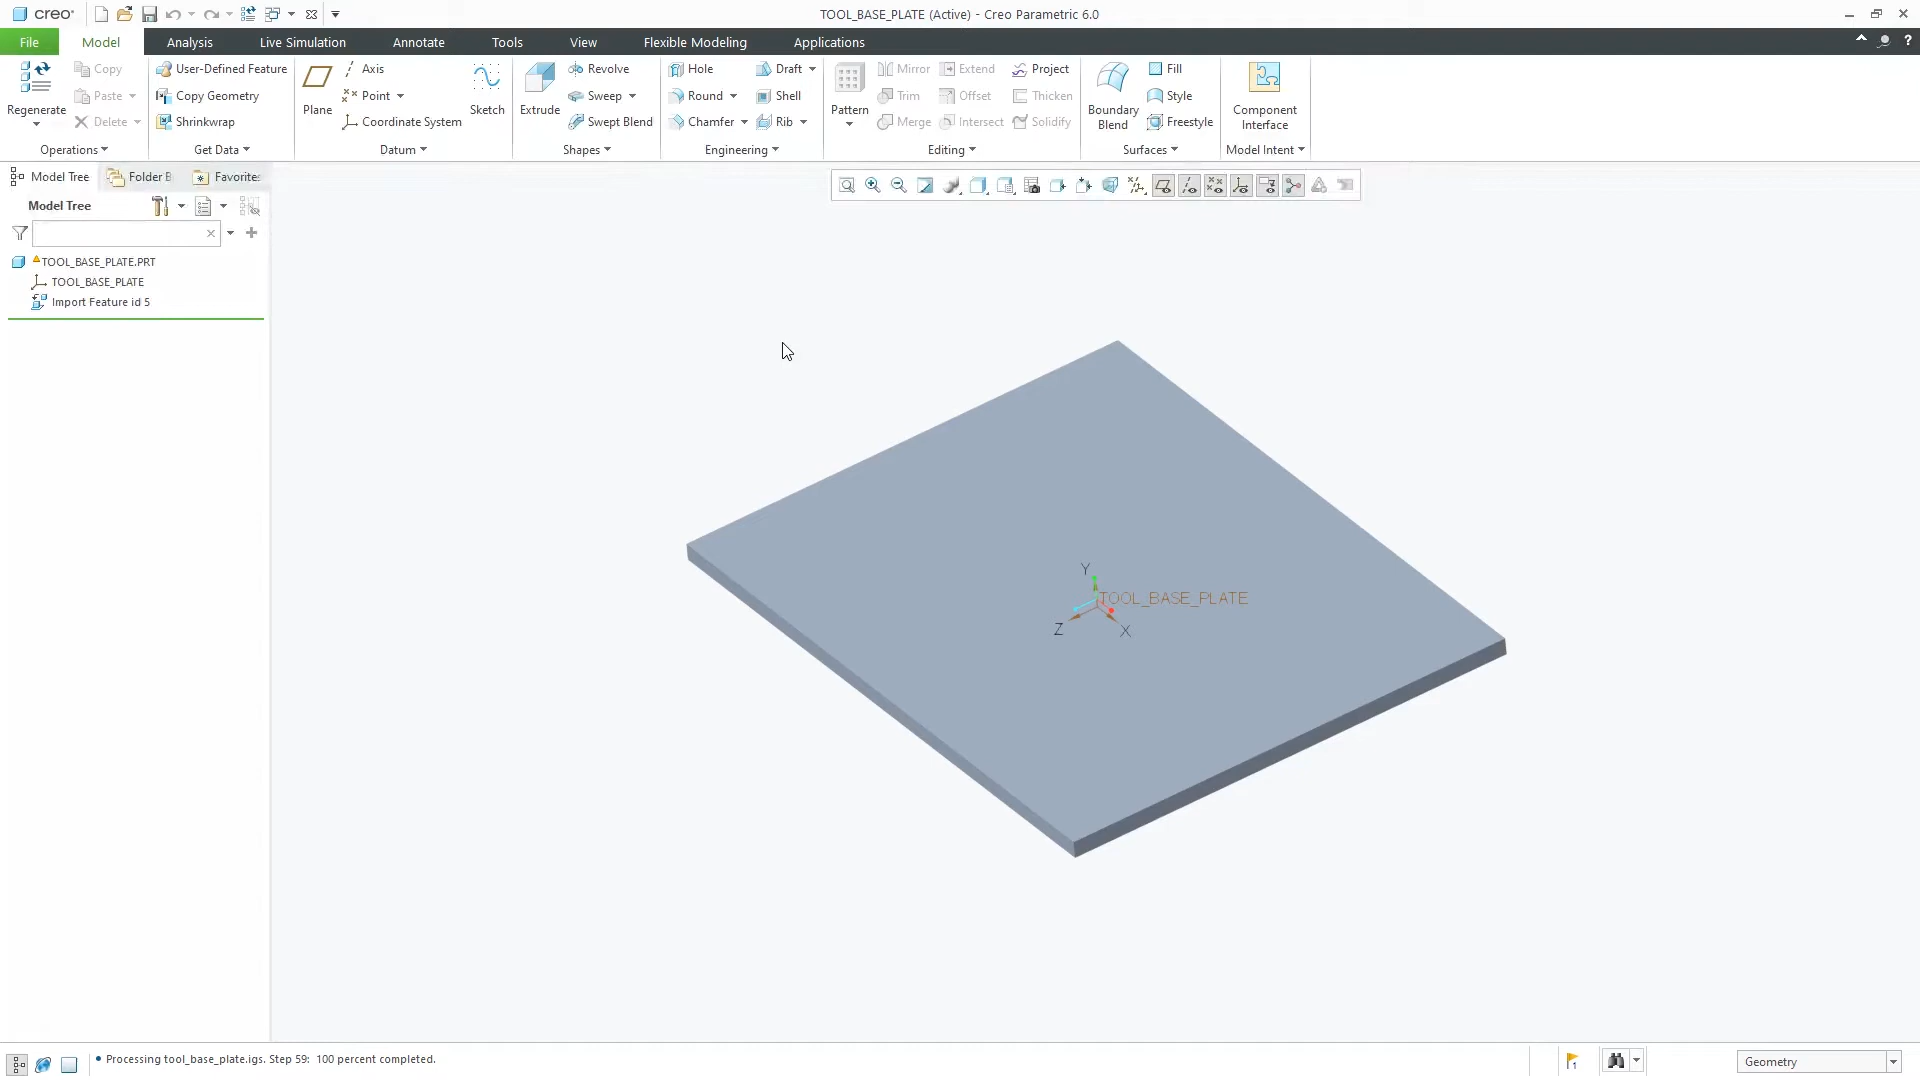 creo
TOOL_BASE_PLATE (Active) - Creo Parametric 6.0
File Model Analysis Live Simulation Annotate Tools View Flexible Modeling Applications
Regenerate Copy Paste Delete
Operations
User-Defined Feature
Copy Geometry
Shrinkwrap
Get Data
Plane Axis
Point
Coordinate System
Sketch
Datum
Extrude Revolve
Sweep
Swept Blend
Shapes
Hole Draft
Round Shell
Chamfer Rib
Engineering
Pattern Mirror Extend Project
Trim Offset Thicken
Merge Intersect Solidify
Editing
Boundary
Blend
Fill
Style
Freestyle
Surfaces
Component
Interface
Model Intent
Model Tree Folder B Favorites
Model Tree
TOOL_BASE_PLATE.PRT
TOOL_BASE_PLATE
Import Feature id 5
Y
TOOL_BASE_PLATE
Z X
Processing tool_base_plate.igs. Step 59: 100 percent completed.
1
Geometry